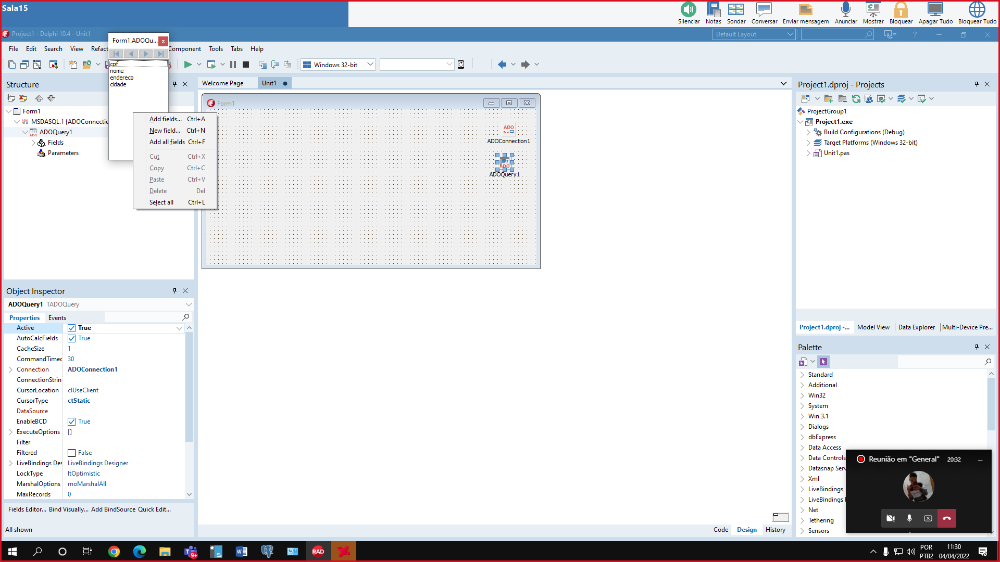 Sala15
Silenciar
Notas
Sondar
Conversar
Enviar mensagem
Anunciar
Mostrar
Bloquear
Apagar Tudo
Bloquear Tudo
Project1 - Delphi 10.4 - Unit1
Default Layout
?
File Edit Search View Refact Component Tools Tabs Help
Form1.ADOQu... x
cpf
nome
endereco
cidade
Windows 32-bit
Structure
Form1
MSDASQL.1 {ADOConnectio
ADOQuery1
Fields
Parameters
Add fields... Ctrl+A
New field... Ctrl+N
Add all fields Ctrl+F
Cut Ctrl+X
Copy Ctrl+C
Paste Ctrl+V
Delete Del
Select all Ctrl+L
Welcome Page
Unit1
Form1
ADO
ADOConnection1
ADO
ADOQuery1
Project1.dproj - Projects
ProjectGroup1
Project1.exe
Build Configurations (Debug)
Target Platforms (Windows 32-bit)
Unit1.pas
Object Inspector
ADOQuery1 TADOQuery
Properties Events
Active True
AutoCalcFields True
CacheSize 1
CommandTimeo 30
Connection ADOConnection1
ConnectionStrin
CursorLocation clUseClient
CursorType ctStatic
DataSource
EnableBCD True
ExecuteOptions []
Filter
Filtered False
LiveBindings Des LiveBindings Designer
LockType ltOptimistic
MarshalOptions moMarshalAll
MaxRecords 0
Fields Editor... Bind Visually... Add BindSource Quick Edit...
All shown
Code Design History
Project1.dproj -... Model View Data Explorer Multi-Device Pre...
Palette
Standard
Additional
Win32
System
Win 3.1
Dialogs
dbExpress
Data Access
Data Controls
Datasnap Serv
Xml
LiveBindings
LiveBindings
Net
Tethering
Sensors
Reunião em "General" 20:32
9+
RAD
POR
PTB2
11:30
04/04/2022